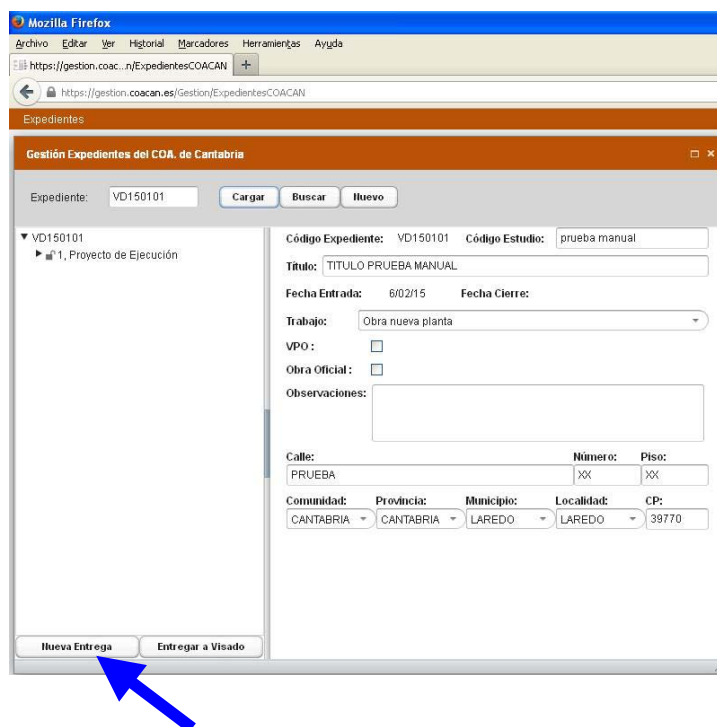 Mozilla Firefox
Archivo Editar Ver Historial Marcadores Herramientas Ayuda
https://gestion.coac...n/ExpedientesCOACAN +
https://gestion.coacan.es/Gestion/ExpedientesCOACAN
Expedientes
Gestión Expedientes del COA. de Cantabria
Expediente: VD150101 Cargar Buscar Nuevo
VD150101
1, Proyecto de Ejecución
Código Expediente: VD150101 Código Estudio: prueba manual
Título: TITULO PRUEBA MANUAL
Fecha Entrada: 6/02/15 Fecha Cierre:
Trabajo: Obra nueva planta
VPO :
Obra Oficial :
Observaciones:
Calle: Número: Piso:
PRUEBA XX XX
Comunidad: Provincia: Municipio: Localidad: CP:
CANTABRIA CANTABRIA LAREDO LAREDO 39770
Nueva Entrega Entregar a Visado